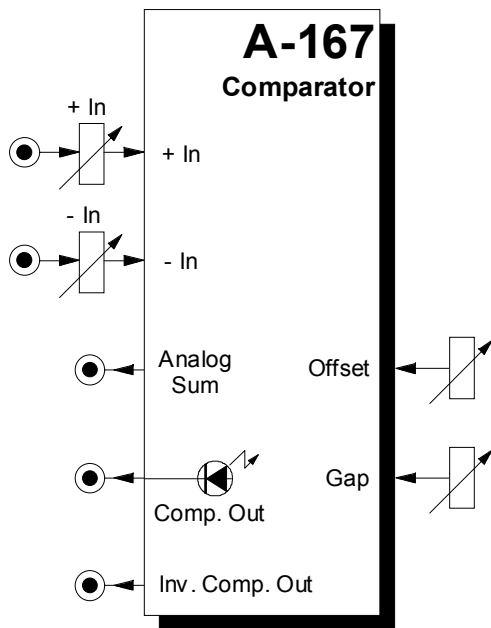 A-167
Comparator
+ In
+ In
- In
- In
Analog
Sum
Offset
Gap
Comp. Out
Inv. Comp. Out